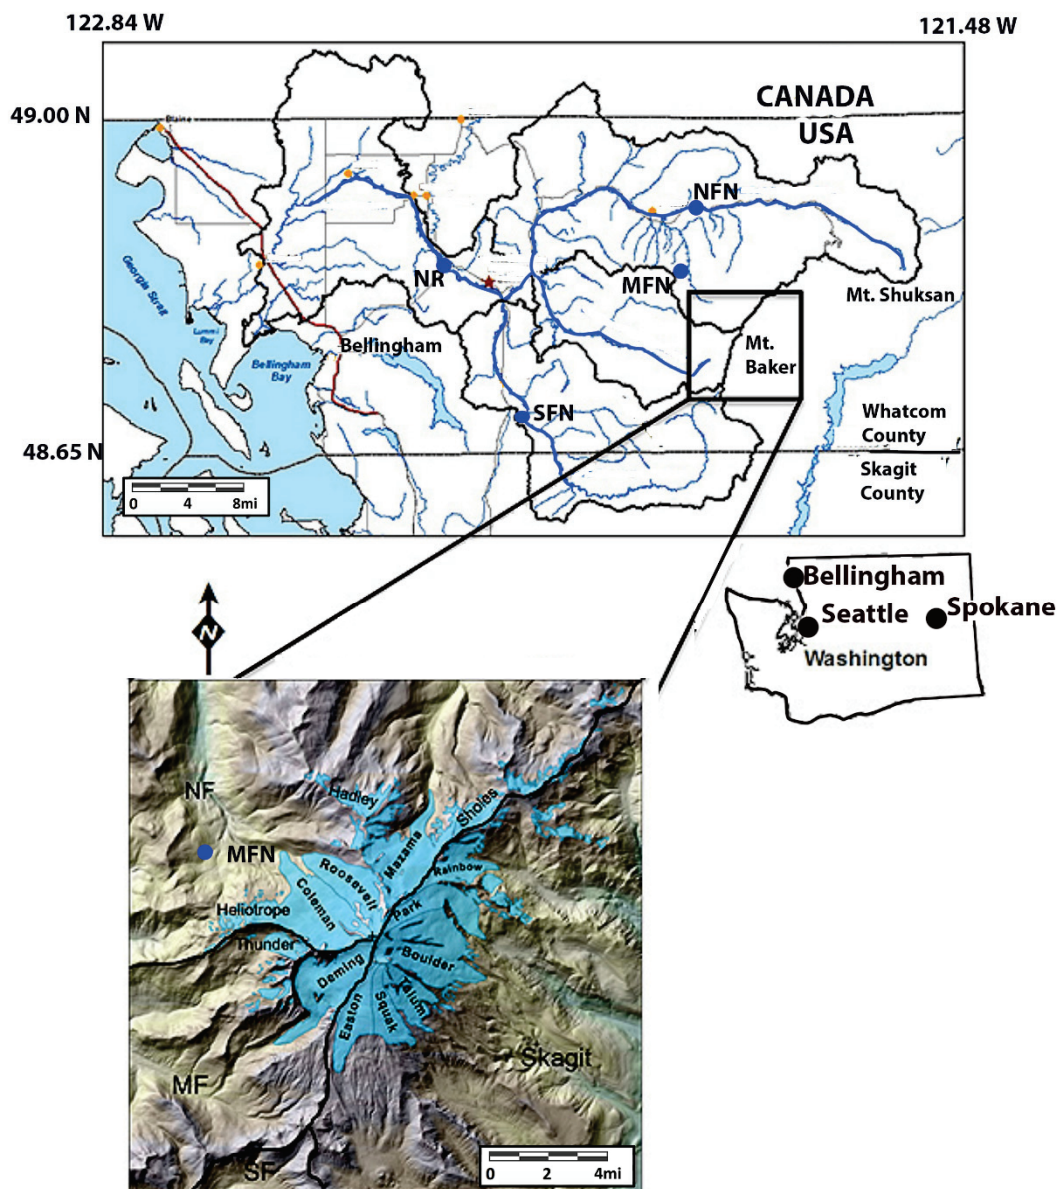 122.84 W
121.48 W
49.00 N
CANADA
USA
Blaine
NFN
NR
MFN
Mt. Shuksan
Georgia Strait
Lummi
Bay
Bellingham
Bellingham
Bay
Mt.
Baker
SFN
Whatcom
County
48.65 N
Skagit
County
0 4 8mi
Bellingham
Seattle
Spokane
Washington
N
NF
Hadley
Sholes
MFN
Mazama
Roosevelt
Rainbow
Coleman
Park
Heliotrope
Thunder
Boulder
Deming
Talum
Squak
Easton
Skagit
MF
SF
0 2 4mi